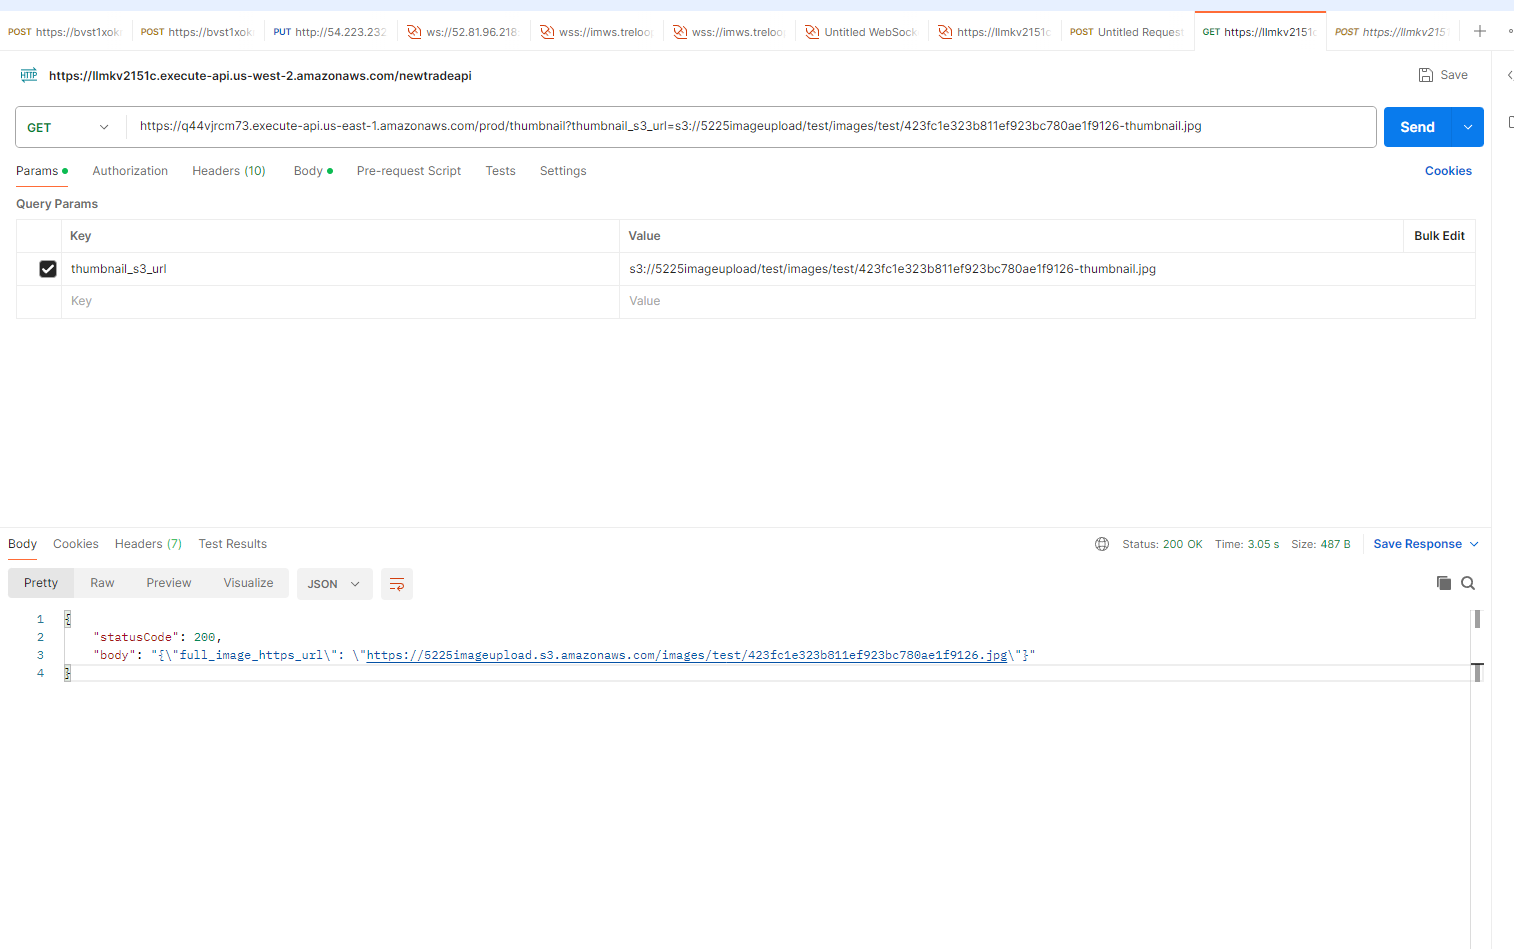 POST https://bvst1xok POST https://bvst1xok PUT http://54.223.232 ws://52.81.96.218 wss://imws.treloop wss://imws.treloop Untitled WebSock https://llmkv2151c POST Untitled Request GET https://llmkv2151c POST https://llmkv215
HTTP https://llmkv2151c.execute-api.us-west-2.amazonaws.com/newtradeapi Save
GET https://q44vjrcm73.execute-api.us-east-1.amazonaws.com/prod/thumbnail?thumbnail_s3_url=s3://5225imageupload/test/images/test/423fc1e323b811ef923bc780ae1f9126-thumbnail.jpg Send
Params Authorization Headers (10) Body Pre-request Script Tests Settings Cookies
Query Params
Key Value Bulk Edit
thumbnail_s3_url s3://5225imageupload/test/images/test/423fc1e323b811ef923bc780ae1f9126-thumbnail.jpg
Key Value
Body Cookies Headers (7) Test Results Status: 200 OK Time: 3.05 s Size: 487 B Save Response
Pretty Raw Preview Visualize JSON
1 {
2 "statusCode": 200,
3 "body": "{\"full_image_https_url\": \"https://5225imageupload.s3.amazonaws.com/images/test/423fc1e323b811ef923bc780ae1f9126.jpg\"}"
4 }